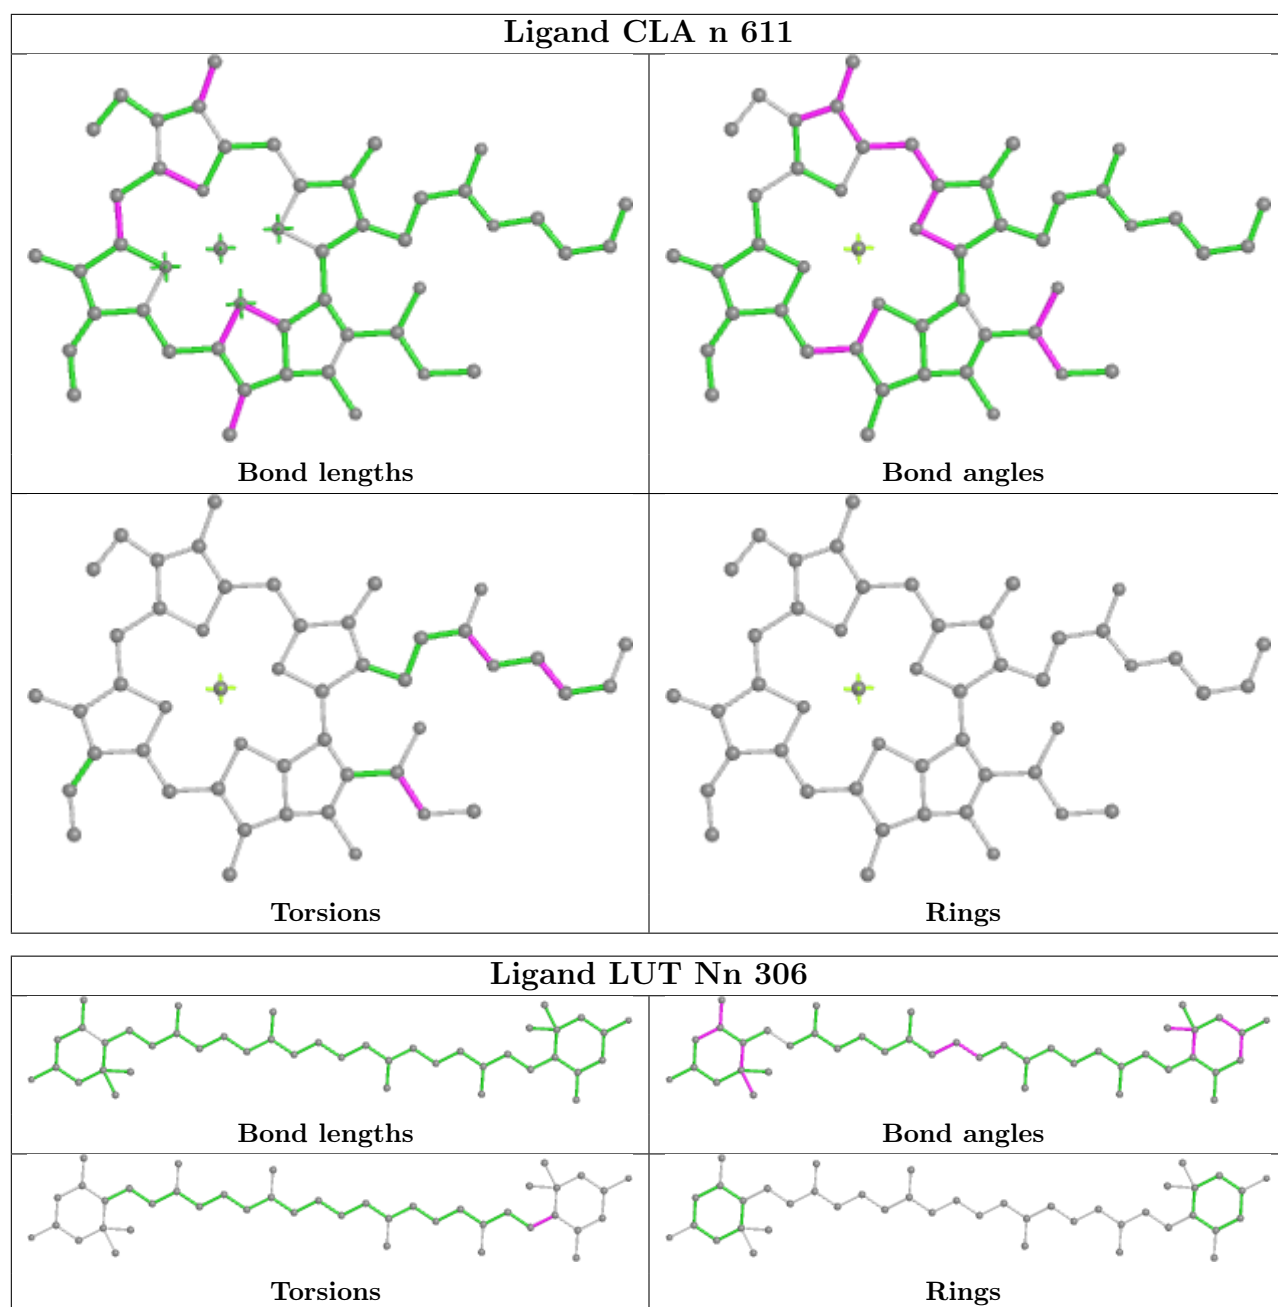 Ligand CLA n 611
Bond lengths
Bond angles
Torsions
Rings
Ligand LUT Nn 306
Bond lengths
Bond angles
Torsions
Rings